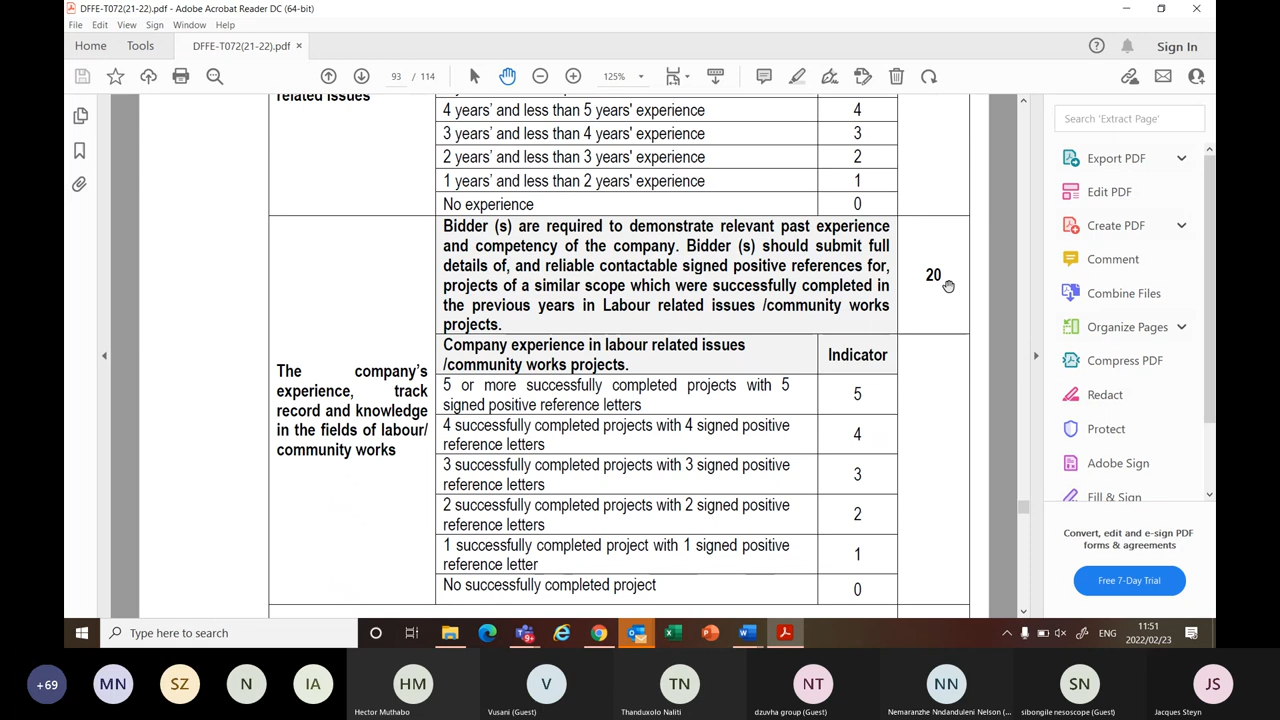 DFFE-T072(21-22).pdf - Adobe Acrobat Reader DC (64-bit)
File Edit View Sign Window Help
Home Tools DFFE-T072(21-22).pdf × Sign In
93 / 114 125%
related issues
4 years' and less than 5 years' experience 4
3 years' and less than 4 years' experience 3
2 years' and less than 3 years' experience 2
1 years' and less than 2 years' experience 1
No experience 0
Bidder (s) are required to demonstrate relevant past experience
and competency of the company. Bidder (s) should submit full
details of, and reliable contactable signed positive references for,
projects of a similar scope which were successfully completed in
the previous years in Labour related issues /community works
projects.
20
The company's
experience, track
record and knowledge
in the fields of labour/
community works
Company experience in labour related issues
/community works projects.
Indicator
5 or more successfully completed projects with 5
signed positive reference letters
5
4 successfully completed projects with 4 signed positive
reference letters
4
3 successfully completed projects with 3 signed positive
reference letters
3
2 successfully completed projects with 2 signed positive
reference letters
2
1 successfully completed project with 1 signed positive
reference letter
1
No successfully completed project
0
Search 'Extract Page'
Export PDF
Edit PDF
Create PDF
Comment
Combine Files
Organize Pages
Compress PDF
Redact
Protect
Adobe Sign
Fill & Sign
Convert, edit and e-sign PDF
forms & agreements
Free 7-Day Trial
Type here to search
ENG
11:51
2022/02/23
+69 MN SZ N IA HM V TN NT NN SN JS
Hector Muthabo
Vusani (Guest)
Thanduxolo Naliti
dzuvha group (Guest)
Nemaranzhe Ndanduleni Nelson (...
sibongile nesoscope (Guest)
Jacques Steyn